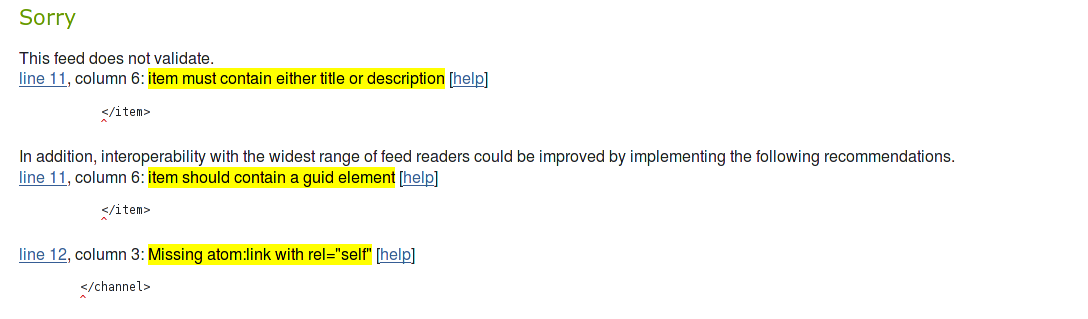 Sorry
This feed does not validate.
line 11, column 6: item must contain either title or description [help]
</item>
^
In addition, interoperability with the widest range of feed readers could be improved by implementing the following recommendations.
line 11, column 6: item should contain a guid element [help]
</item>
^
line 12, column 3: Missing atom:link with rel="self" [help]
</channel>
^